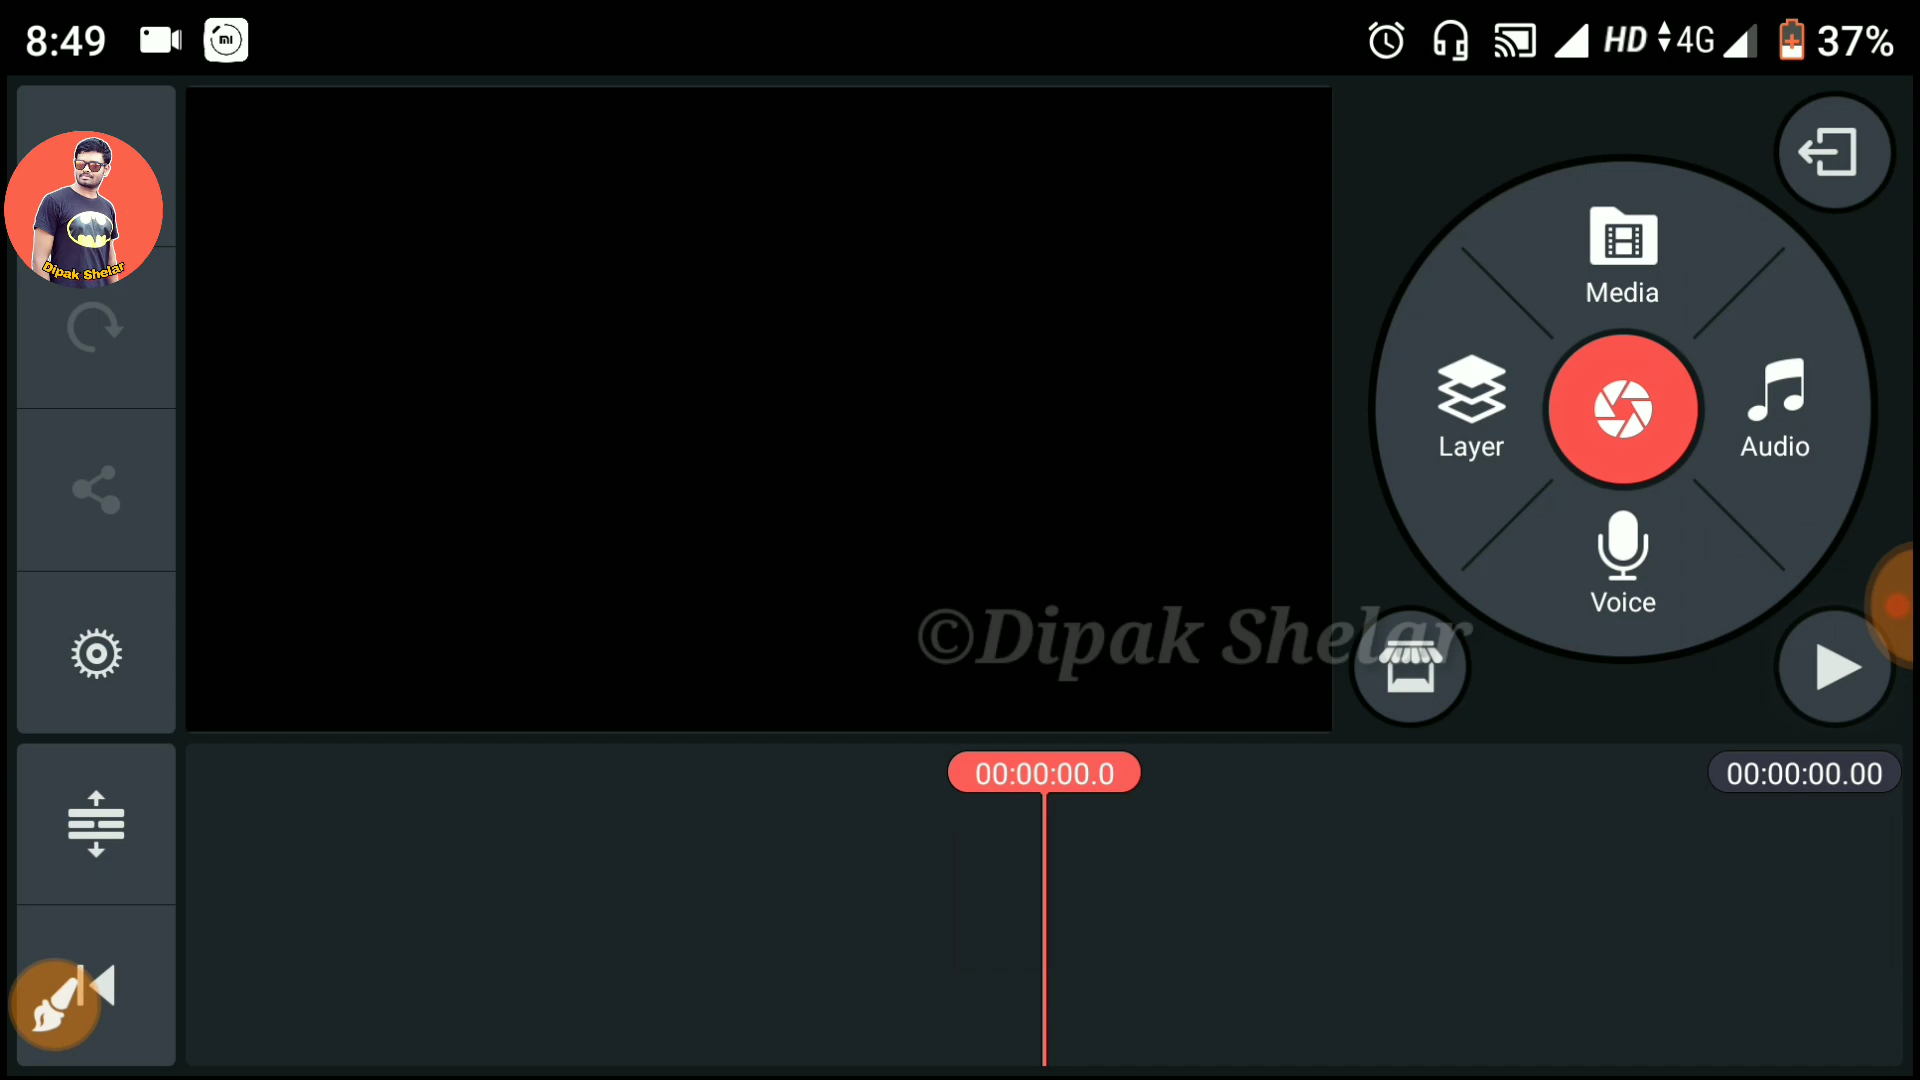 8:49
HD 4G 37%
Dipak Shelar
Media
Layer
Audio
Voice
©Dipak Shelar
00:00:00.0
00:00:00.00